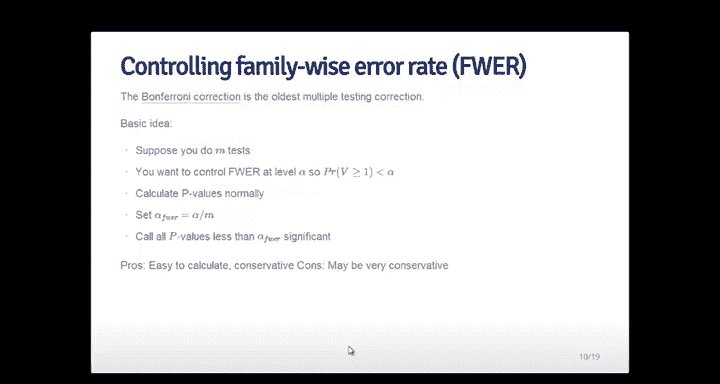 Controlling family-wise error rate (FWER)
The Bonferroni correction is the oldest multiple testing correction.
Basic idea:
· Suppose you do m tests
· You want to control FWER at level α so Pr(V ≥ 1) < α
· Calculate P-values normally
· Set α_fwer = α/m
· Call all P-values less than α_fwer significant
Pros: Easy to calculate, conservative Cons: May be very conservative
10/19